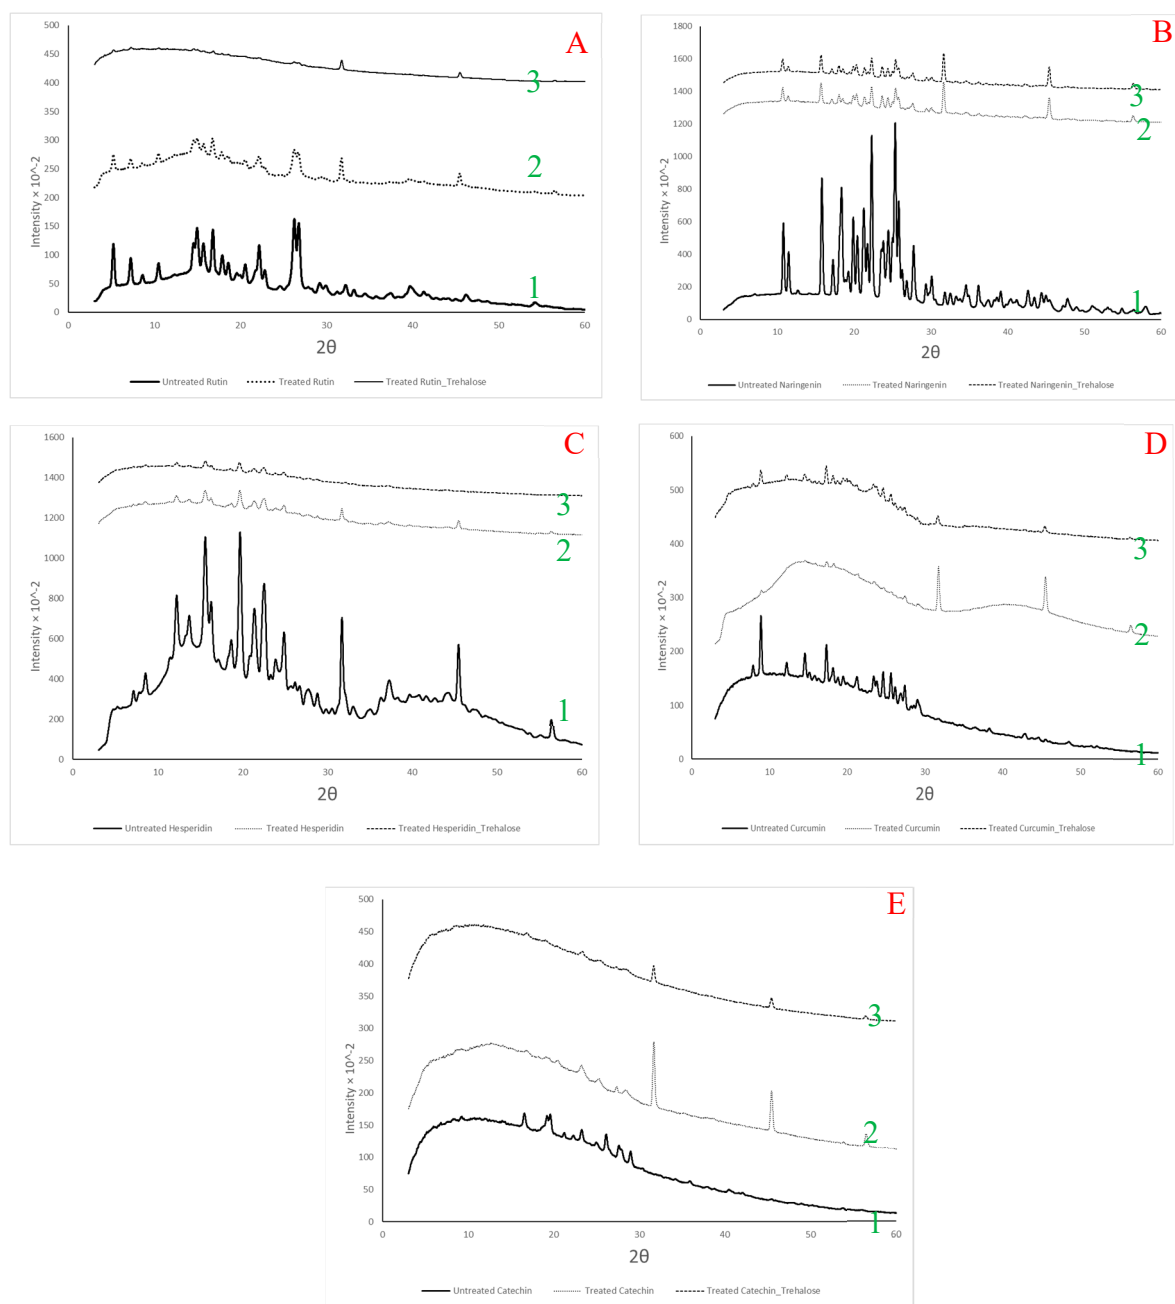 A
500
450
400
350
300
250
200
150
100
50
0
0 10 20 30 40 50 60
Intensity × 10^-2
2θ
3
2
1
Untreated Rutin Treated Rutin Treated Rutin_Trehalose
B
1800
1600
1400
1200
1000
800
600
400
200
0
0 10 20 30 40 50 60
Intensity × 10^-2
2θ
3
2
1
Untreated Naringenin Treated Naringenin Treated Naringenin_Trehalose
C
1600
1400
1200
1000
800
600
400
200
0
0 10 20 30 40 50 60
Intensity × 10^-2
2θ
3
2
1
Untreated Hesperidin Treated Hesperidin Treated Hesperidin_Trehalose
D
600
500
400
300
200
100
0
0 10 20 30 40 50 60
Intensity × 10^-2
2θ
3
2
1
Untreated Curcumin Treated Curcumin Treated Curcumin_Trehalose
E
500
450
400
350
300
250
200
150
100
50
0
0 10 20 30 40 50 60
Intensity × 10^-2
2θ
3
2
1
Untreated Catechin Treated Catechin Treated Catechin_Trehalose